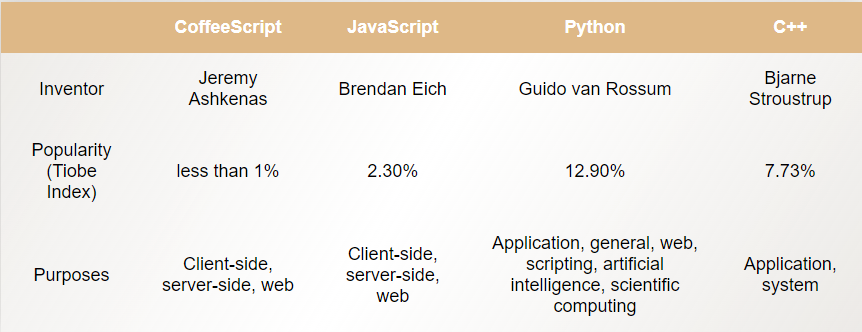 CoffeeScript JavaScript Python C++
Inventor Jeremy Ashkenas Brendan Eich Guido van Rossum Bjarne Stroustrup
Popularity (Tiobe Index) less than 1% 2.30% 12.90% 7.73%
Purposes Client-side, server-side, web Client-side, server-side, web Application, general, web, scripting, artificial intelligence, scientific computing Application, system